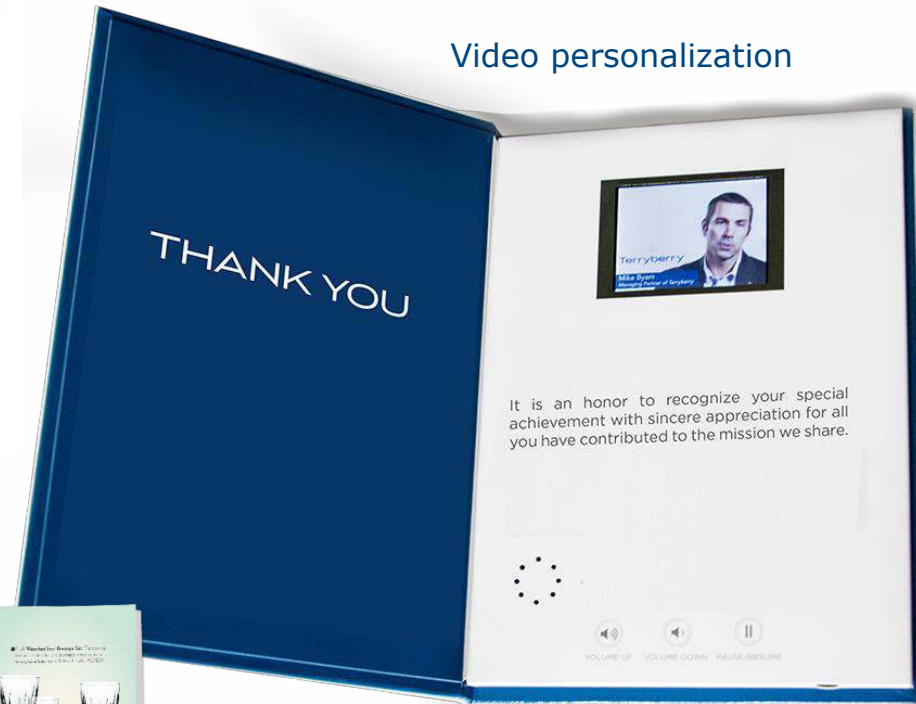 Video personalization
THANK YOU
Terryberry
Mike Byam
Managing Partner of Terryberry
It is an honor to recognize your special
achievement with sincere appreciation for all
you have contributed to the mission we share.
VOLUME UP VOLUME DOWN PAUSE/RESUME